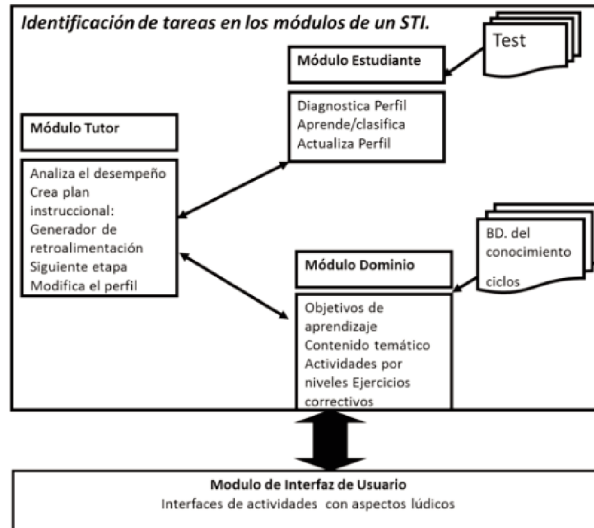 Identificación de tareas en los módulos de un STI.
Test
Módulo Estudiante
Diagnostica Perfil
Aprende/clasifica
Actualiza Perfil
Módulo Tutor
Analiza el desempeño
Crea plan
instruccional:
Generador de
retroalimentación
Siguiente etapa
Modifica el perfil
BD. del
conocimiento
ciclos
Módulo Dominio
Objetivos de
aprendizaje
Contenido temático
Actividades por
niveles Ejercicios
correctivos
Modulo de Interfaz de Usuario
Interfaces de actividades con aspectos lúdicos